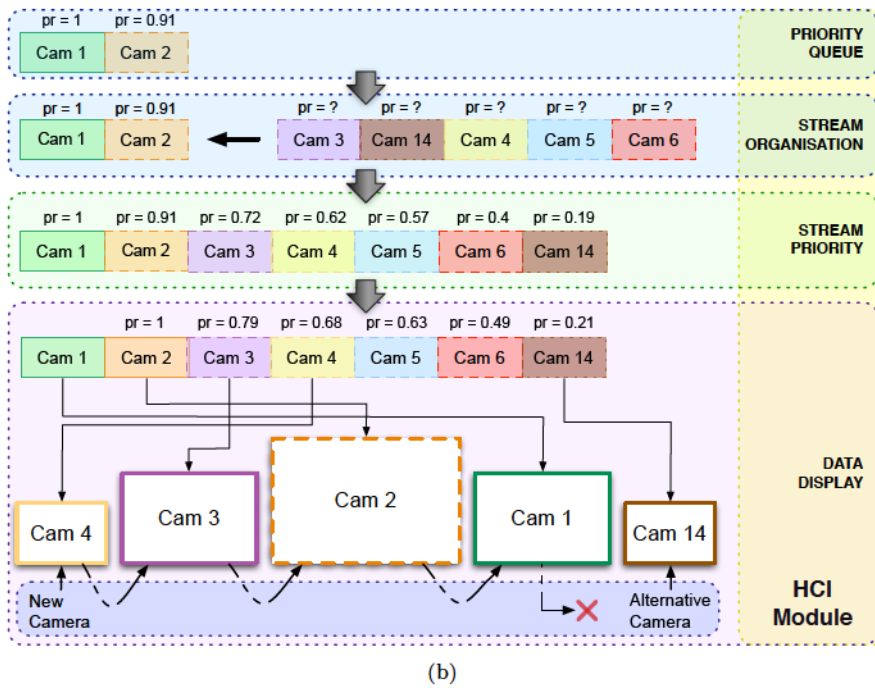 pr = 1 pr = 0.91
Cam 1 Cam 2
PRIORITY
QUEUE
pr = 1 pr = 0.91 pr = ? pr = ? pr = ? pr = ? pr = ?
Cam 1 Cam 2 Cam 3 Cam 14 Cam 4 Cam 5 Cam 6
STREAM
ORGANISATION
pr = 1 pr = 0.91 pr = 0.72 pr = 0.62 pr = 0.57 pr = 0.4 pr = 0.19
Cam 1 Cam 2 Cam 3 Cam 4 Cam 5 Cam 6 Cam 14
STREAM
PRIORITY
pr = 1 pr = 0.79 pr = 0.68 pr = 0.63 pr = 0.49 pr = 0.21
Cam 1 Cam 2 Cam 3 Cam 4 Cam 5 Cam 6 Cam 14
Cam 4 Cam 3 Cam 2 Cam 1 Cam 14
DATA
DISPLAY
New
Camera
Alternative
Camera
HCI
Module
(b)